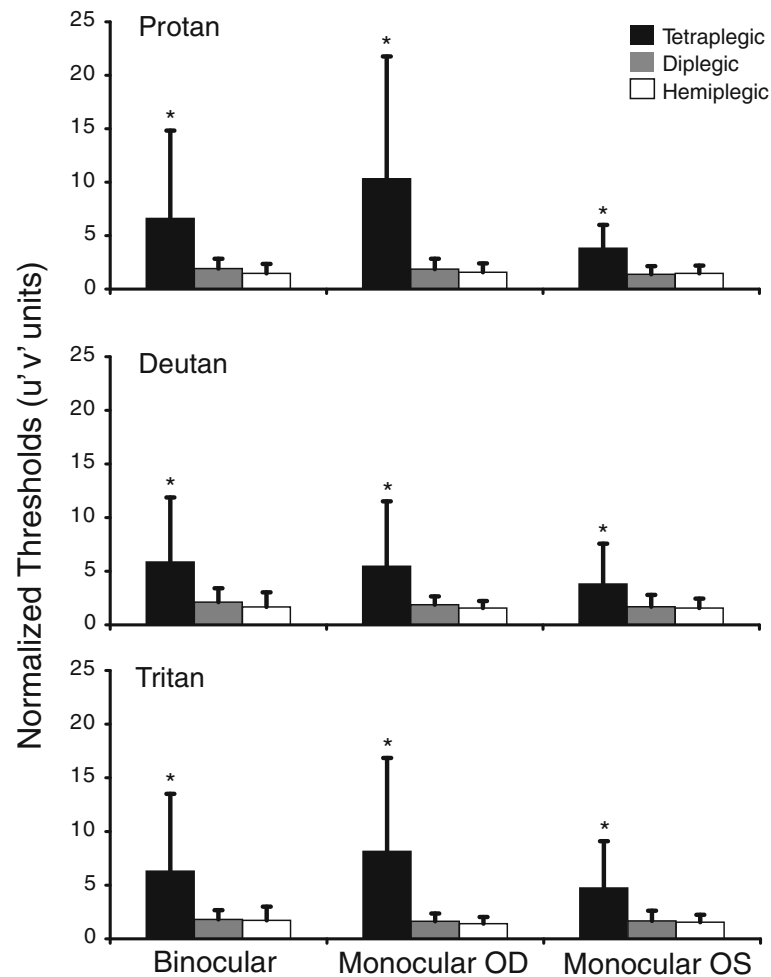 Protan
Tetraplegic
Diplegic
Hemiplegic
25
20
15
10
5
0
* * *
Normalized Thresholds (u' v' units)
Deutan
25
20
15
10
5
0
* * *
Tritan
25
20
15
10
5
0
* * *
Binocular Monocular OD Monocular OS